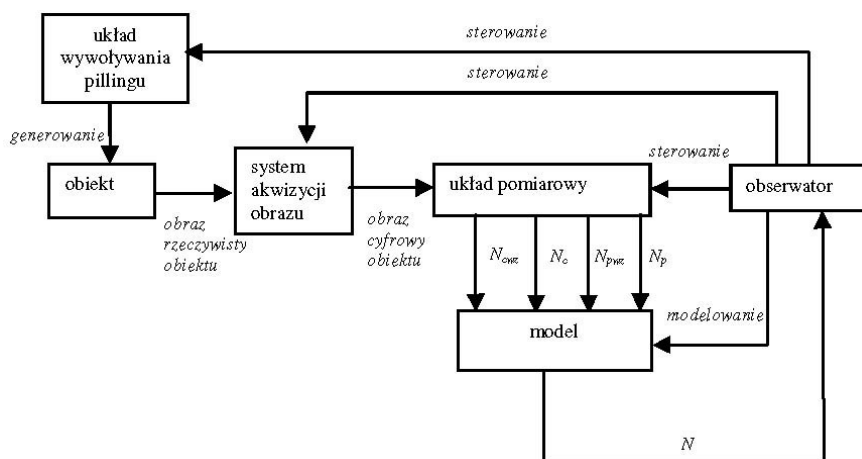 układ
wywoływania
pillingu
sterowanie
sterowanie
generowanie
obiekt
system
akwizycji
obrazu
układ pomiarowy
sterowanie
obserwator
obraz
rzeczywisty
obiektu
obraz
cyfrowy
obiektu
N_cwz N_c N_pwz N_p
model
modelowanie
N